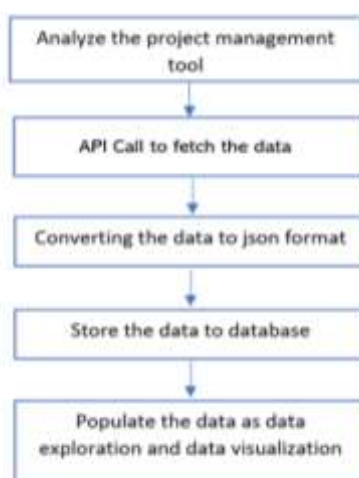 Analyze the project management
tool
API Call to fetch the data
Converting the data to json format
Store the data to database
Populate the data as data
exploration and data visualization